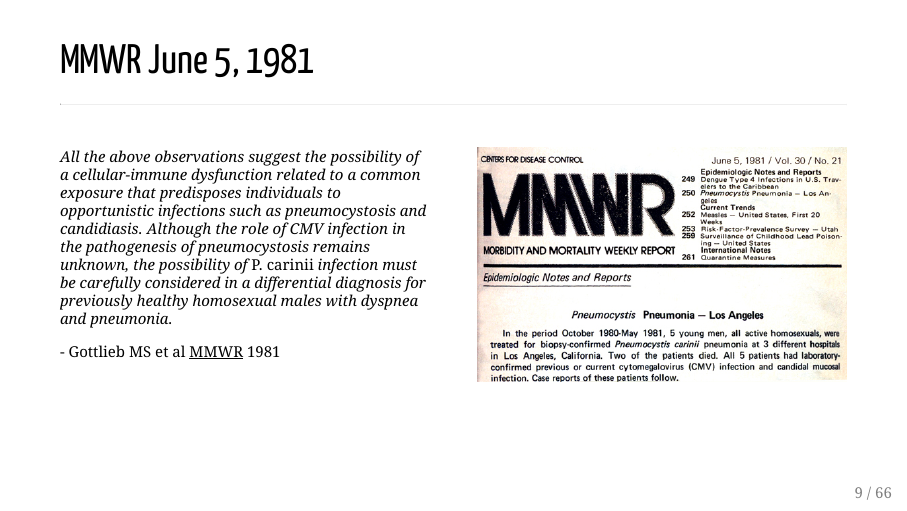 MMWR June 5, 1981
All the above observations suggest the possibility of
a cellular-immune dysfunction related to a common
exposure that predisposes individuals to
opportunistic infections such as pneumocystosis and
candidiasis. Although the role of CMV infection in
the pathogenesis of pneumocystosis remains
unknown, the possibility of P. carinii infection must
be carefully considered in a differential diagnosis for
previously healthy homosexual males with dyspnea
and pneumonia.
- Gottlieb MS et al MMWR 1981
CENTERS FOR DISEASE CONTROL
June 5, 1981 / Vol. 30 / No. 21
MMWR
MORBIDITY AND MORTALITY WEEKLY REPORT
Epidemiologic Notes and Reports
249 Dengue Type 4 Infections in U.S. Trav-
elers to the Caribbean
250 Pneumocystis Pneumonia — Los An-
geles
Current Trends
252 Measles — United States, First 20
Weeks
253 Risk-Factor-Prevalence Survey — Utah
259 Surveillance of Childhood Lead Poison-
ing — United States
International Notes
261 Quarantine Measures
Epidemiologic Notes and Reports
Pneumocystis Pneumonia — Los Angeles
In the period October 1980-May 1981, 5 young men, all active homosexuals, were
treated for biopsy-confirmed Pneumocystis carinii pneumonia at 3 different hospitals
in Los Angeles, California. Two of the patients died. All 5 patients had laboratory-
confirmed previous or current cytomegalovirus (CMV) infection and candidal mucosal
infection. Case reports of these patients follow.
9 / 66